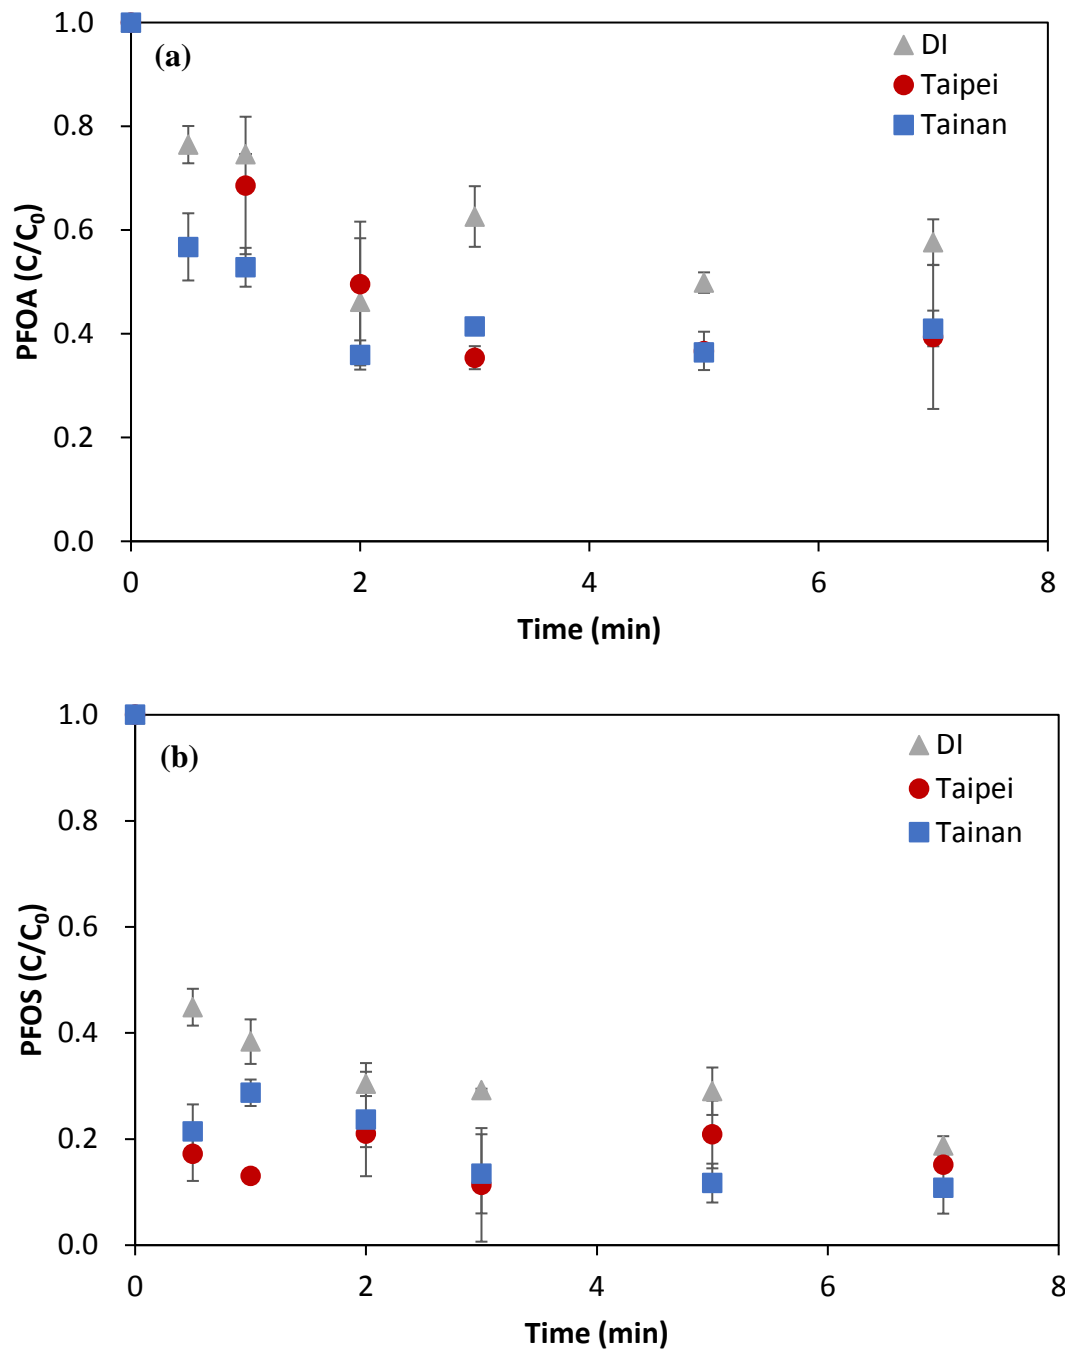 1.0
(a)
DI
Taipei
Tainan
0.8
0.6
0.4
0.2
0.0
PFOA (C/C₀)
0 2 4 6 8
Time (min)
1.0
(b)
DI
Taipei
Tainan
0.8
0.6
0.4
0.2
0.0
PFOS (C/C₀)
0 2 4 6 8
Time (min)